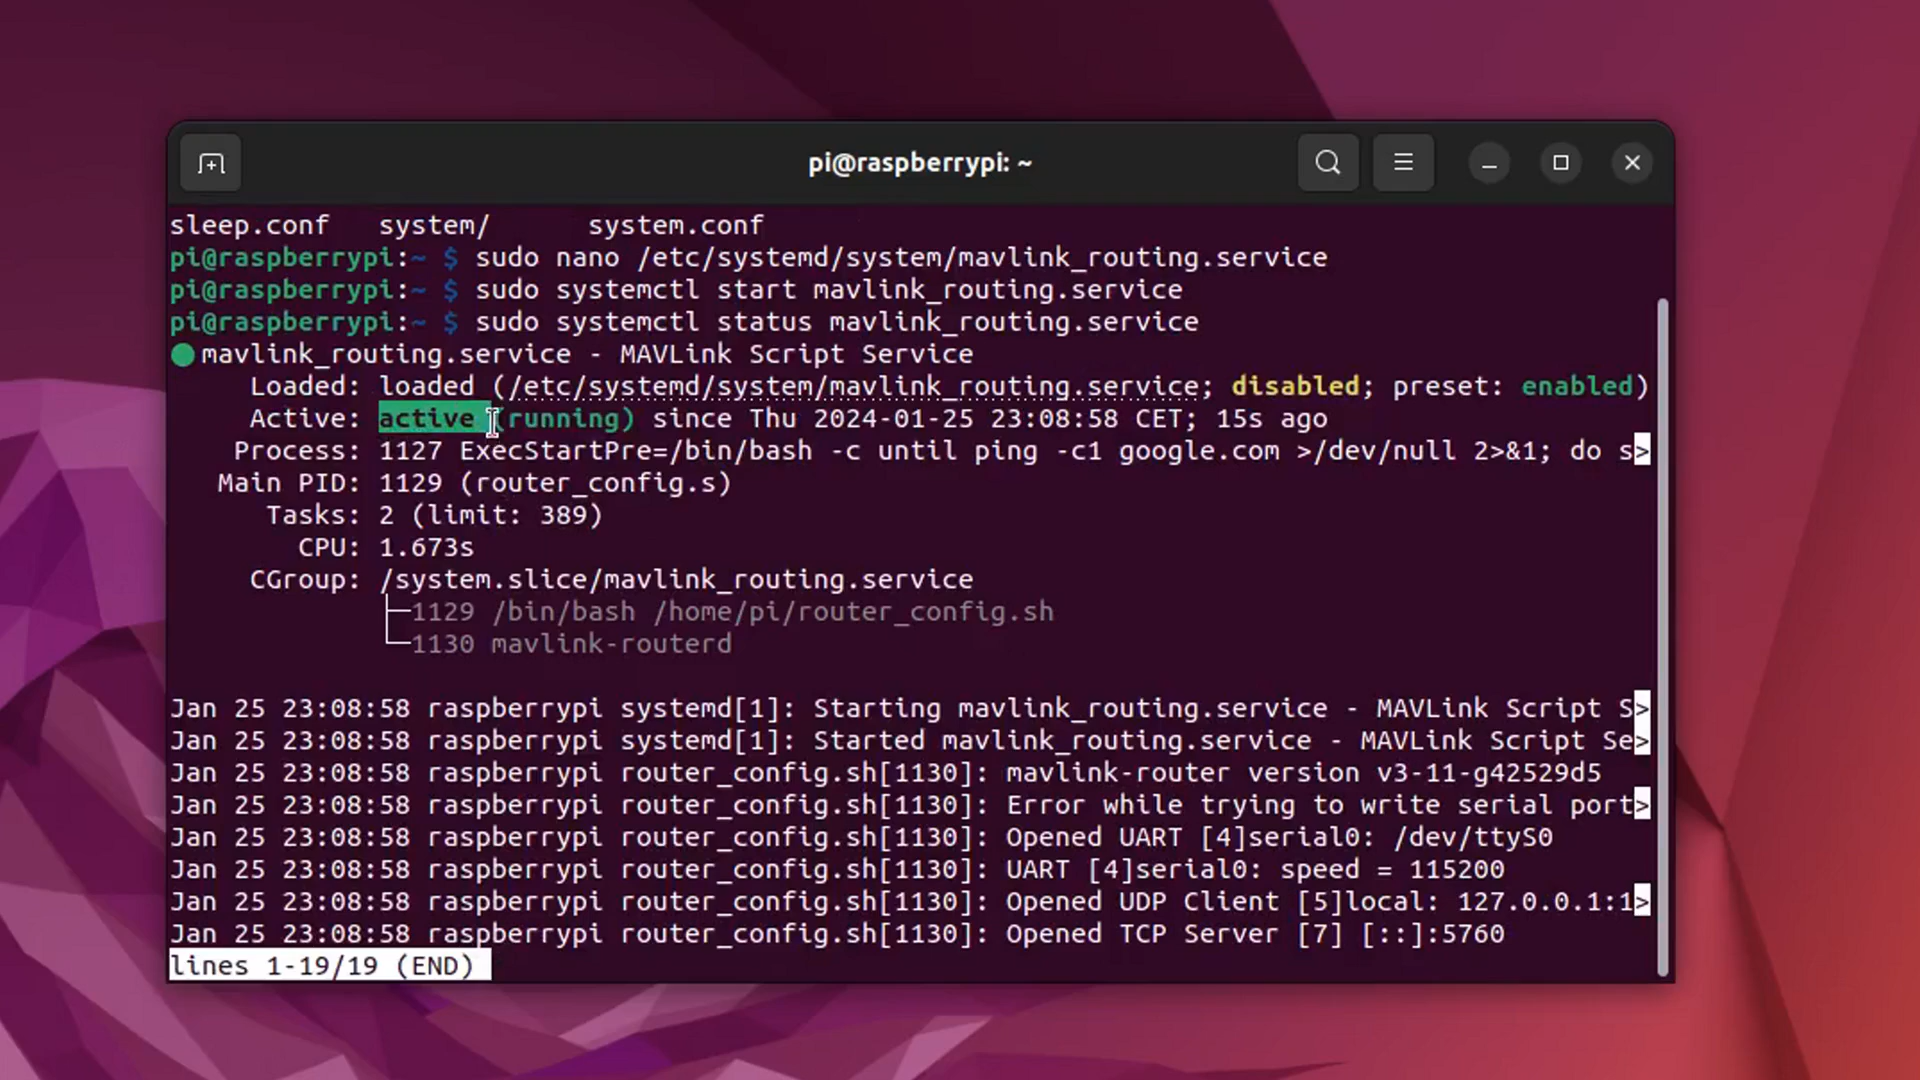 pi@raspberrypi: ~
sleep.conf system/ system.conf
pi@raspberrypi:~ $ sudo nano /etc/systemd/system/mavlink_routing.service
pi@raspberrypi:~ $ sudo systemctl start mavlink_routing.service
pi@raspberrypi:~ $ sudo systemctl status mavlink_routing.service
● mavlink_routing.service - MAVLink Script Service
Loaded: loaded (/etc/systemd/system/mavlink_routing.service; disabled; preset: enabled)
Active: active (running) since Thu 2024-01-25 23:08:58 CET; 15s ago
Process: 1127 ExecStartPre=/bin/bash -c until ping -c1 google.com >/dev/null 2>&1; do s>
Main PID: 1129 (router_config.s)
Tasks: 2 (limit: 389)
CPU: 1.673s
CGroup: /system.slice/mavlink_routing.service
├─1129 /bin/bash /home/pi/router_config.sh
└─1130 mavlink-routerd
Jan 25 23:08:58 raspberrypi systemd[1]: Starting mavlink_routing.service - MAVLink Script S>
Jan 25 23:08:58 raspberrypi systemd[1]: Started mavlink_routing.service - MAVLink Script Se>
Jan 25 23:08:58 raspberrypi router_config.sh[1130]: mavlink-router version v3-11-g42529d5
Jan 25 23:08:58 raspberrypi router_config.sh[1130]: Error while trying to write serial port>
Jan 25 23:08:58 raspberrypi router_config.sh[1130]: Opened UART [4]serial0: /dev/ttyS0
Jan 25 23:08:58 raspberrypi router_config.sh[1130]: UART [4]serial0: speed = 115200
Jan 25 23:08:58 raspberrypi router_config.sh[1130]: Opened UDP Client [5]local: 127.0.0.1:1>
Jan 25 23:08:58 raspberrypi router_config.sh[1130]: Opened TCP Server [7] [::]:5760
lines 1-19/19 (END)